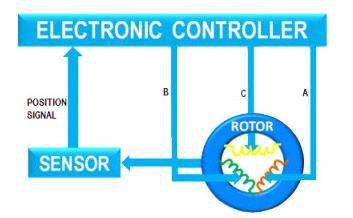 ELECTRONIC CONTROLLER
B
C
A
POSITION
SIGNAL
ROTOR
SENSOR